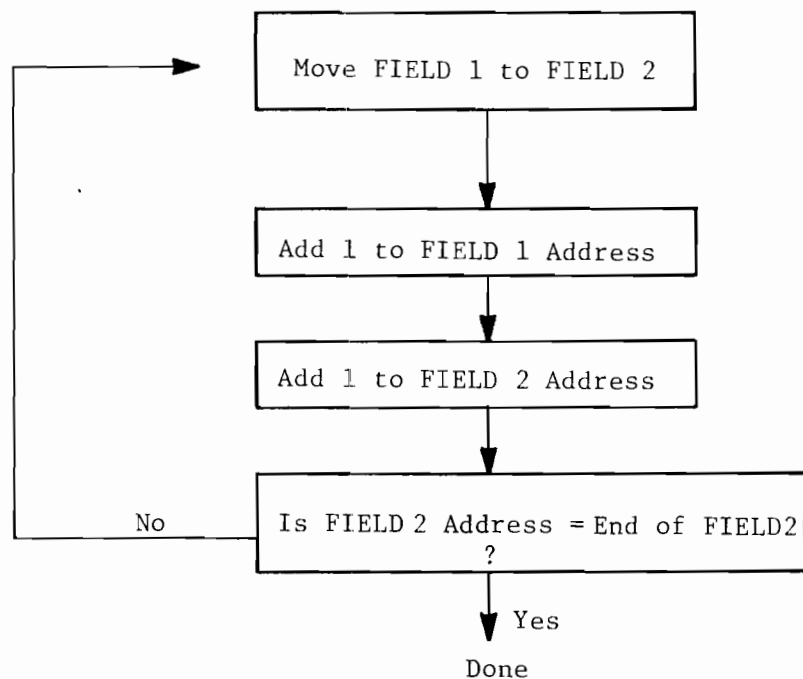 Move FIELD 1 to FIELD 2
Add 1 to FIELD 1 Address
Add 1 to FIELD 2 Address
Is FIELD 2 Address = End of FIELD2
?
No
Yes
Done